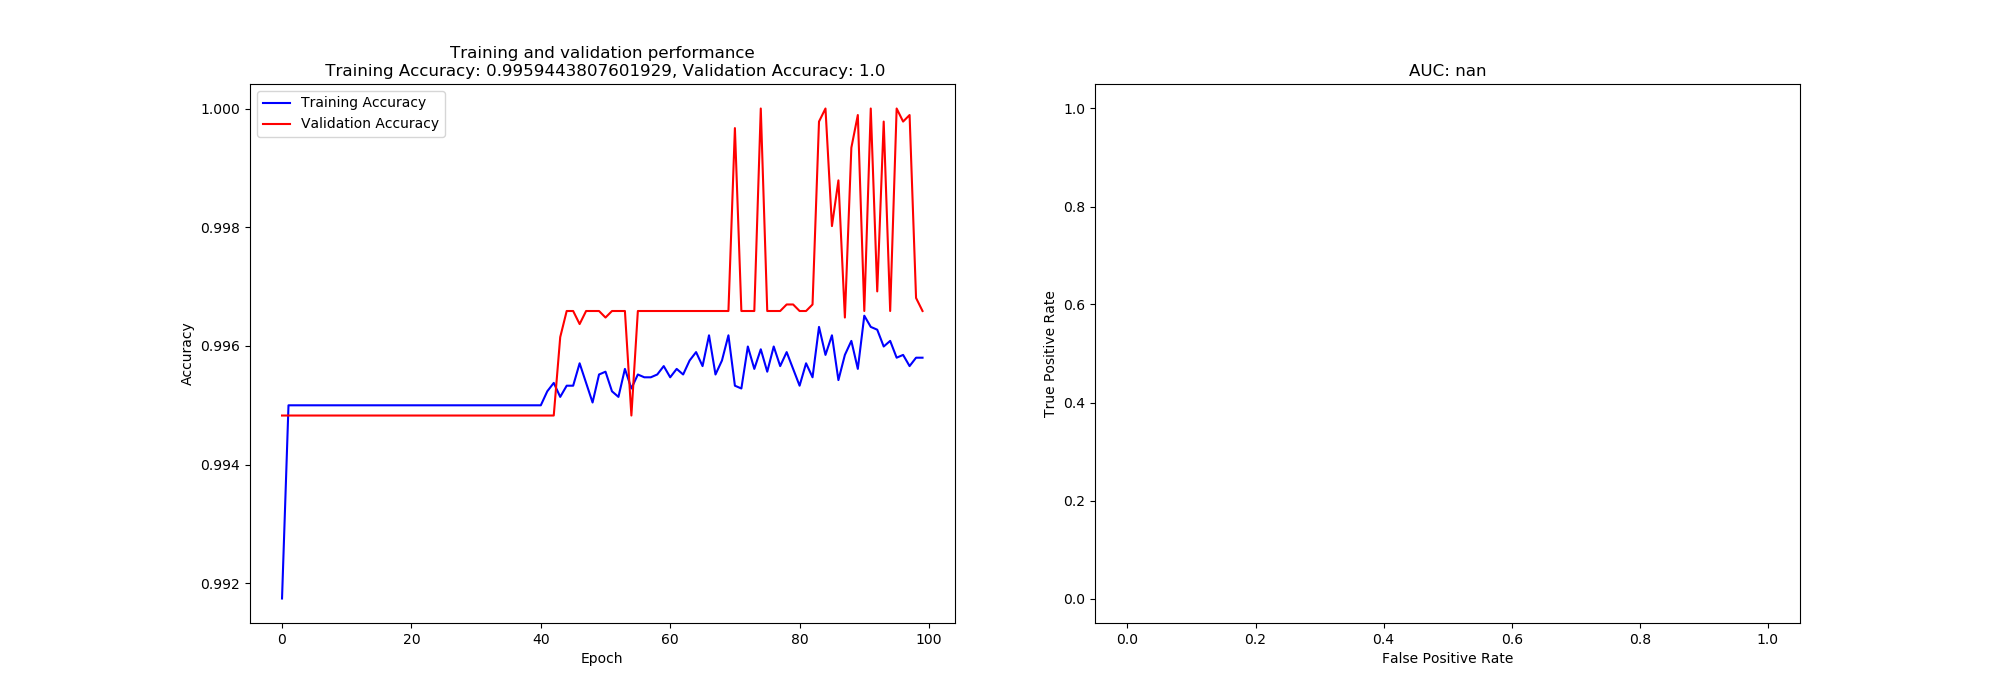 Training and validation performance
Training Accuracy: 0.9959443807601929, Validation Accuracy: 1.0
Training Accuracy
Validation Accuracy
1.000
0.998
0.996
0.994
0.992
Accuracy
0
20
40
60
80
100
Epoch
AUC: nan
1.0
0.8
0.6
0.4
0.2
0.0
True Positive Rate
0.0
0.2
0.4
0.6
0.8
1.0
False Positive Rate